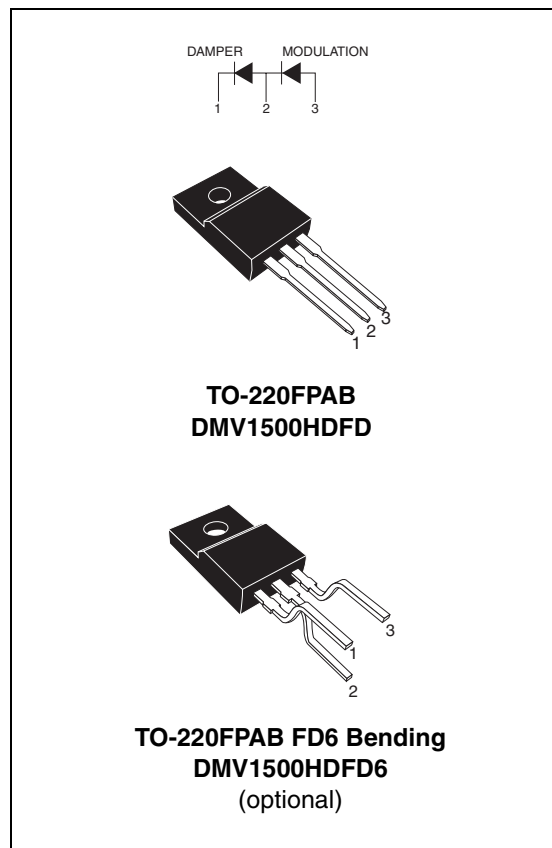 DAMPER MODULATION
1 2 3
3
2
1
TO-220FPAB
DMV1500HDFD
3
1
2
TO-220FPAB FD6 Bending
DMV1500HDFD6
(optional)